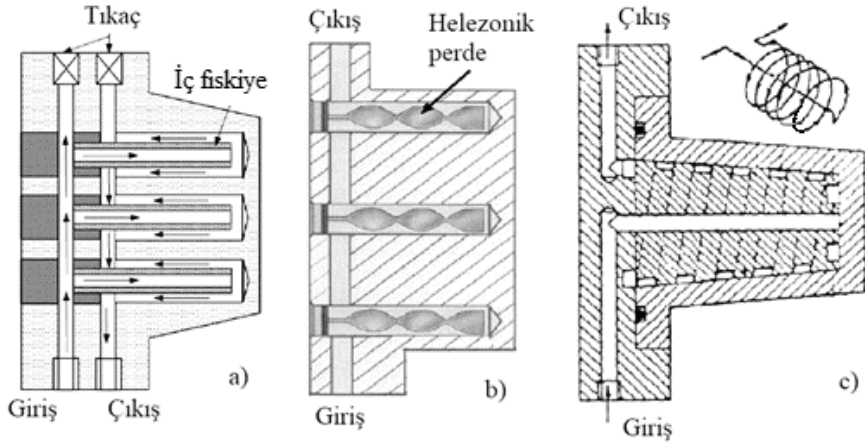 Tıkaç
İç fiskiye
Giriş
Çıkış
a)
Çıkış
Helezonik
perde
Giriş
b)
Çıkış
Giriş
c)